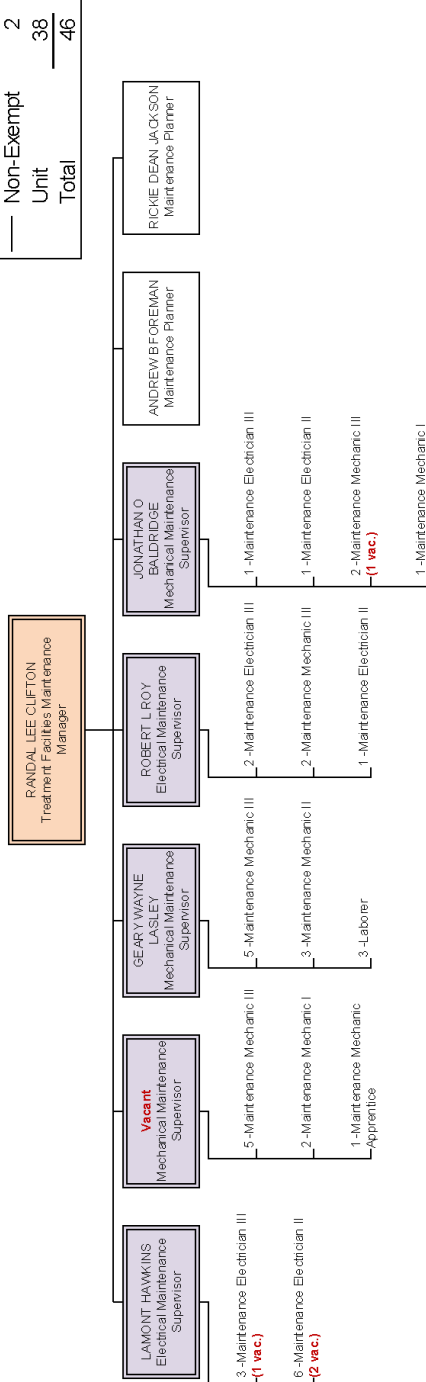 Non-Exempt 2
Unit 38
Total 46
RANDAL LEE CLIFTON
Treatment Facilities Maintenance
Manager
LAMONT HAWKINS
Electrical Maintenance
Supervisor
3 -Maintenance Electrician III
(1 vac.)
6 -Maintenance Electrician II
(2 vac.)
Vacant
Mechanical Maintenance
Supervisor
5 -Maintenance Mechanic III
2 -Maintenance Mechanic I
1 -Maintenance Mechanic
Apprentice
GEARY WAYNE
LASLEY
Mechanical Maintenance
Supervisor
5 -Maintenance Mechanic III
3 -Maintenance Mechanic II
3 -Laborer
ROBERT L ROY
Electrical Maintenance
Supervisor
2 -Maintenance Electrician III
2 -Maintenance Mechanic III
1 -Maintenance Electrician II
JONATHAN O
BALDRIDGE
Mechanical Maintenance
Supervisor
1 -Maintenance Electrician III
1 -Maintenance Electrician II
2 -Maintenance Mechanic III
(1 vac.)
1 -Maintenance Mechanic I
ANDREW B FOREMAN
Maintenance Planner
RICKIE DEAN JACKSON
Maintenance Planner